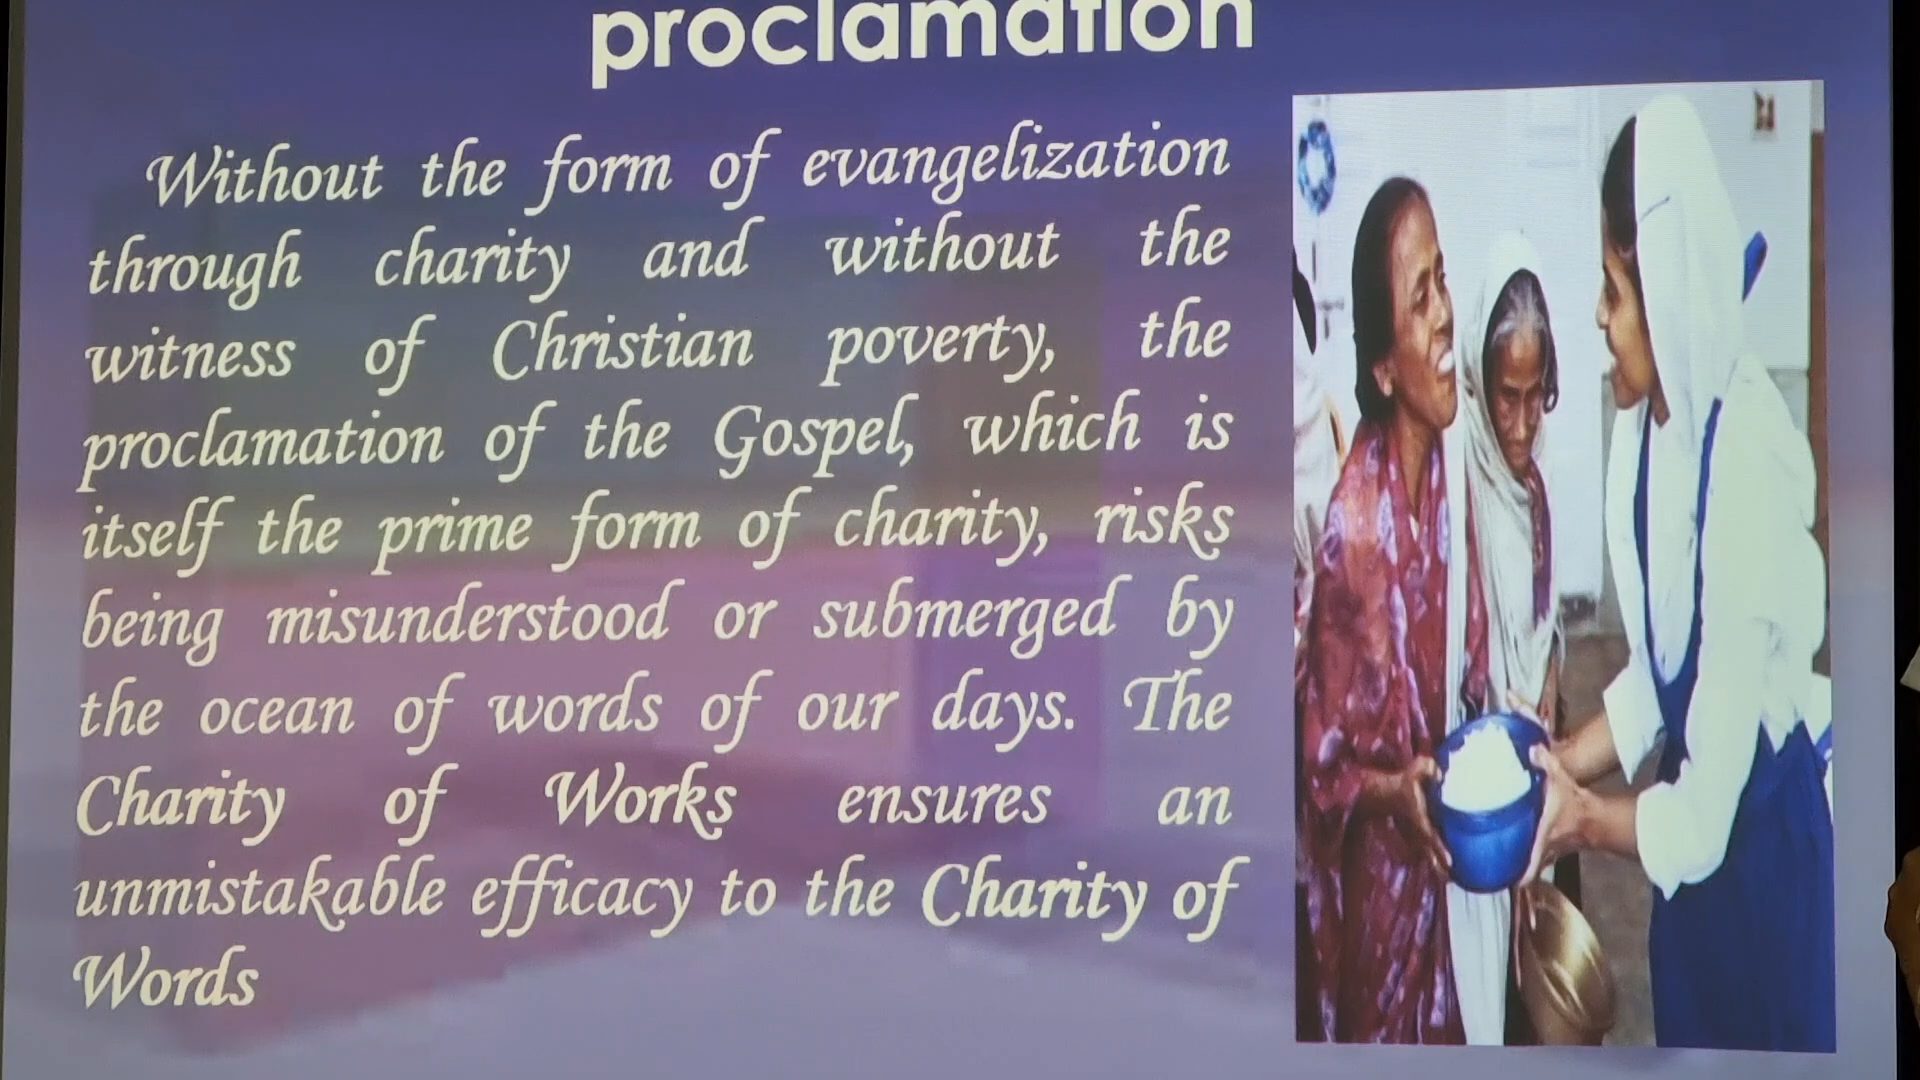 proclamation
Without the form of evangelization
through charity and without the
witness of Christian poverty, the
proclamation of the Gospel, which is
itself the prime form of charity, risks
being misunderstood or submerged by
the ocean of words of our days. The
Charity of Works ensures an
unmistakable efficacy to the Charity of
Words